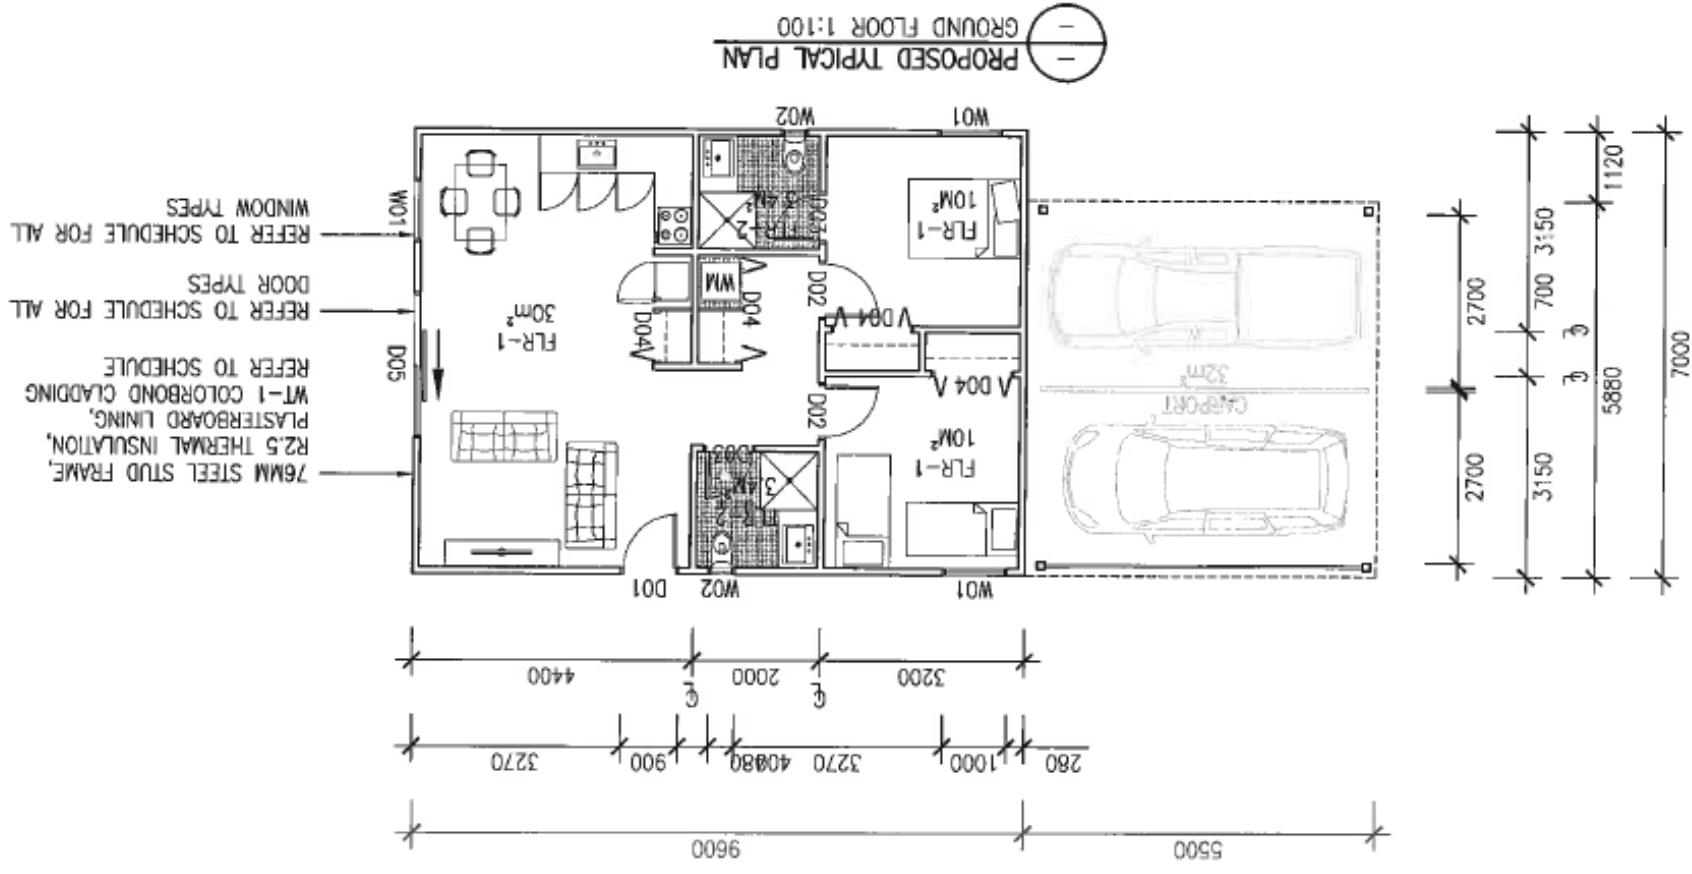 5500 9600
280 1000 3270 400 480 900 3270
℄ ℄
3200 2000 4400
W01 W02 D01
7000
5880
1120
3150
700
3150
2700
2700
CARPORT
32m²
FLR-1
10M²
D04
D02
3.4M²
D03
76MM STEEL STUD FRAME,
R2.5 THERMAL INSULATION,
PLASTERBOARD LINING,
WT-1 COLORBOND CLADDING
REFER TO SCHEDULE
D05
D04
D02
D04
WM
D04
FLR-1
30m²
REFER TO SCHEDULE FOR ALL
DOOR TYPES
FLR-1
10M²
D03
FLR-2
3.4M²
W01
REFER TO SCHEDULE FOR ALL
WINDOW TYPES
W01 W02
PROPOSED TYPICAL PLAN
GROUND FLOOR 1:100